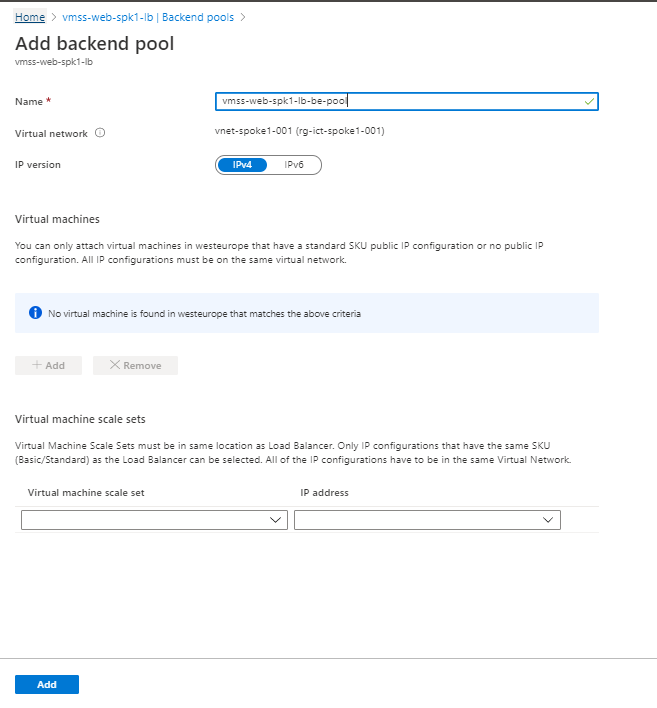 Home > vmss-web-spk1-lb | Backend pools >
Add backend pool
vmss-web-spk1-lb
Name *
vmss-web-spk1-lb-be-pool
Virtual network
vnet-spoke1-001 (rg-ict-spoke1-001)
IP version
IPv4 IPv6
Virtual machines
You can only attach virtual machines in westeurope that have a standard SKU public IP configuration or no public IP
configuration. All IP configurations must be on the same virtual network.
No virtual machine is found in westeurope that matches the above criteria
Add Remove
Virtual machine scale sets
Virtual Machine Scale Sets must be in same location as Load Balancer. Only IP configurations that have the same SKU
(Basic/Standard) as the Load Balancer can be selected. All of the IP configurations have to be in the same Virtual Network.
Virtual machine scale set IP address
Add